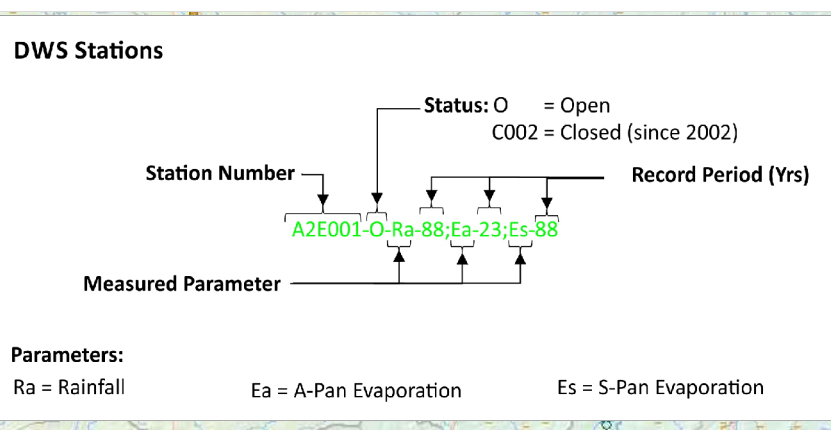 DWS Stations
Status: O = Open
C002 = Closed (since 2002)
Station Number
Record Period (Yrs)
A2E001-O-Ra-88;Ea-23;Es-88
Measured Parameter
Parameters:
Ra = Rainfall
Ea = A-Pan Evaporation
Es = S-Pan Evaporation